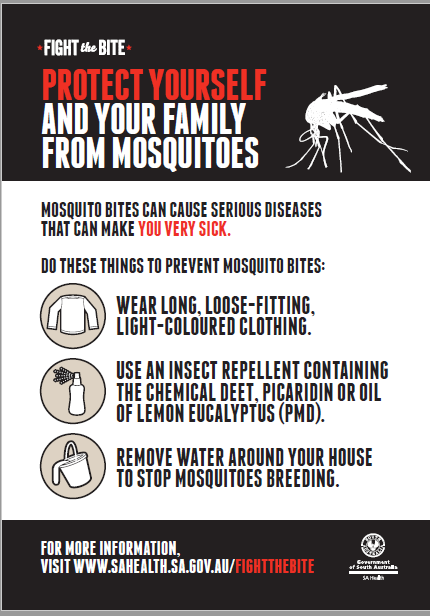 FIGHT the BITE
PROTECT YOURSELF
AND YOUR FAMILY
FROM MOSQUITOES
MOSQUITO BITES CAN CAUSE SERIOUS DISEASES
THAT CAN MAKE YOU VERY SICK.
DO THESE THINGS TO PREVENT MOSQUITO BITES:
WEAR LONG, LOOSE-FITTING,
LIGHT-COLOURED CLOTHING.
USE AN INSECT REPELLENT CONTAINING
THE CHEMICAL DEET, PICARIDIN OR OIL
OF LEMON EUCALYPTUS (PMD).
REMOVE WATER AROUND YOUR HOUSE
TO STOP MOSQUITOES BREEDING.
FOR MORE INFORMATION,
VISIT WWW.SAHEALTH.SA.GOV.AU/FIGHTTHEBITE
Government
of South Australia
SA Health